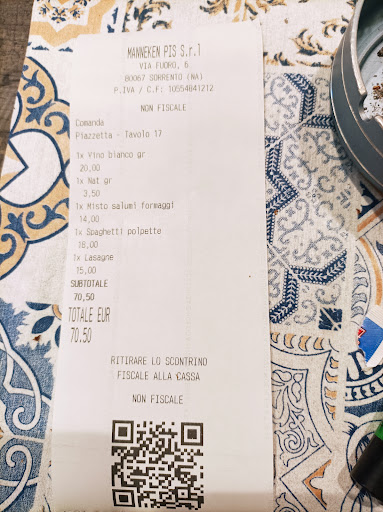 MANNEKEN PIS S.r.l
VIA FUORO, 6
80067 SORRENTO (NA)
P.IVA / C.F: 10554841212
NON FISCALE
Comanda
Piazzetta - Tavolo 17
1x Vino bianco gr
20,00
1x Nat gr
3,50
1x Misto salumi formaggi
14,00
1x Spaghetti polpette
18,00
1x Lasagne
15,00
SUBTOTALE
70,50
TOTALE EUR
70.50
RITIRARE LO SCONTRINO
FISCALE ALLA CASSA
NON FISCALE